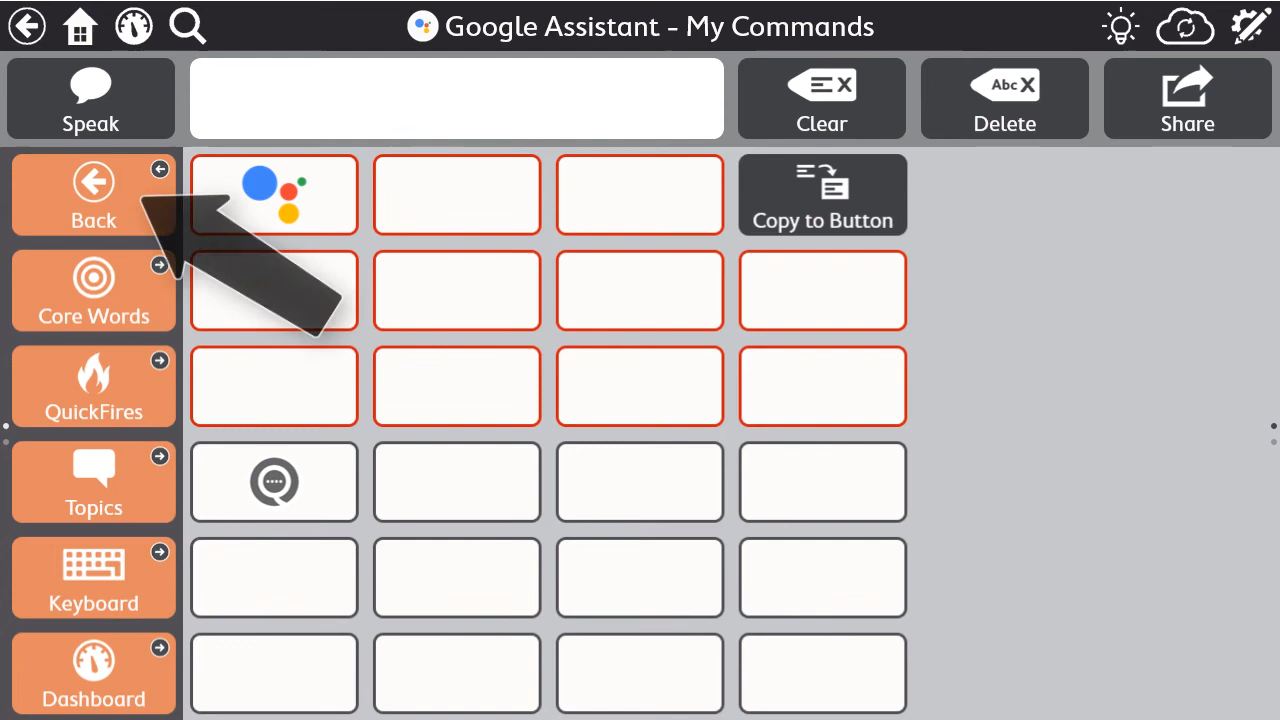 Google Assistant - My Commands
Speak
Clear
Abc
Delete
Share
Back
Copy to Button
Core Words
QuickFires
Topics
Keyboard
Dashboard